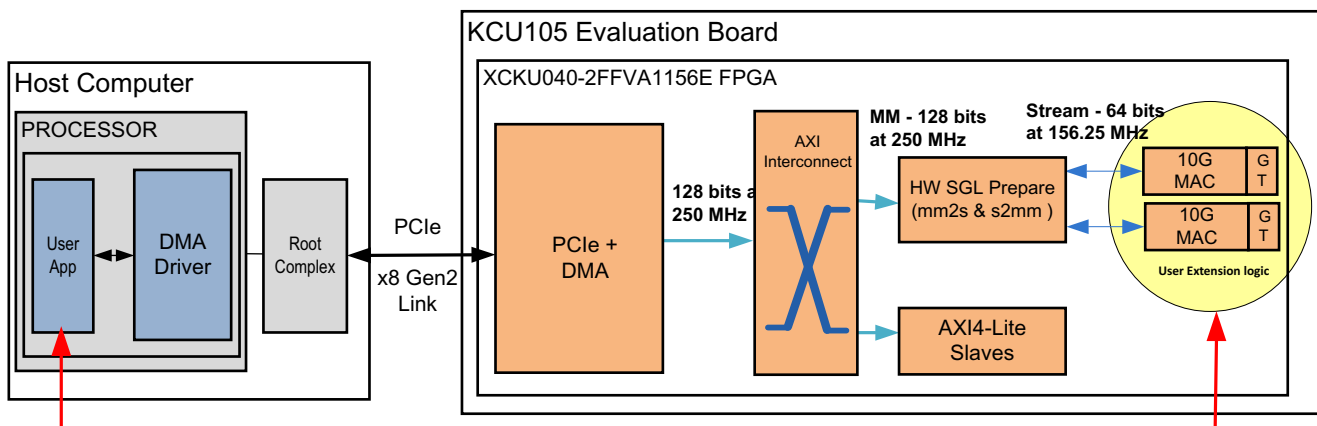 KCU105 Evaluation Board
Host Computer
XCKU040-2FFVA1156E FPGA
PROCESSOR
User
App
DMA
Driver
Root
Complex
PCIe
x8 Gen2
Link
PCIe +
DMA
128 bits a
250 MHz
AXI
Interconnect
MM - 128 bits
at 250 MHz
Stream - 64 bits
at 156.25 MHz
HW SGL Prepare
(mm2s & s2mm )
10G
MAC
G
T
10G
MAC
G
T
User Extension logic
AXI4-Lite
Slaves